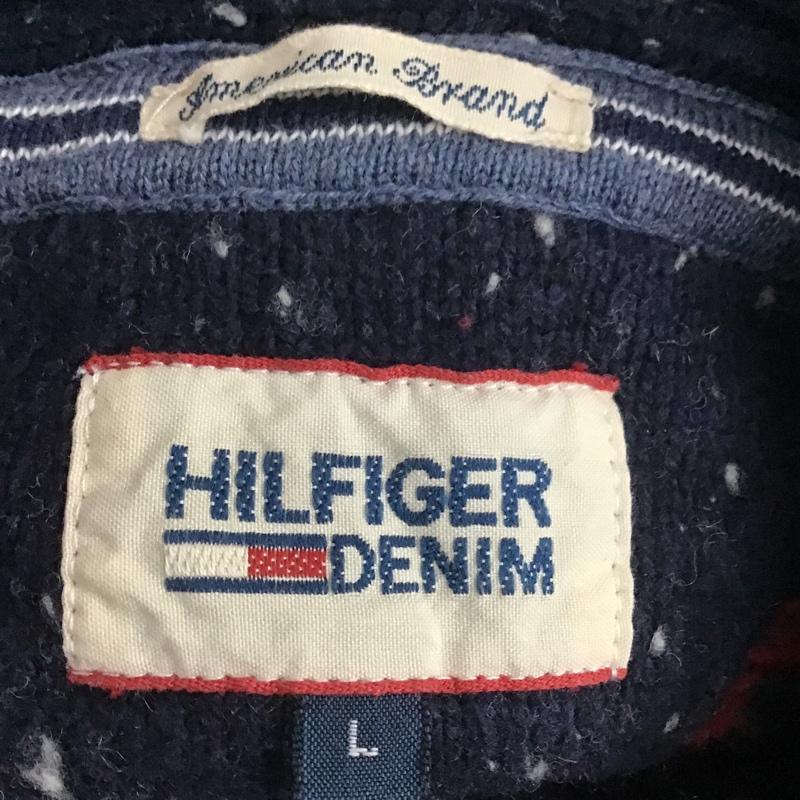 American Brand
HILFIGER
DENIM
L